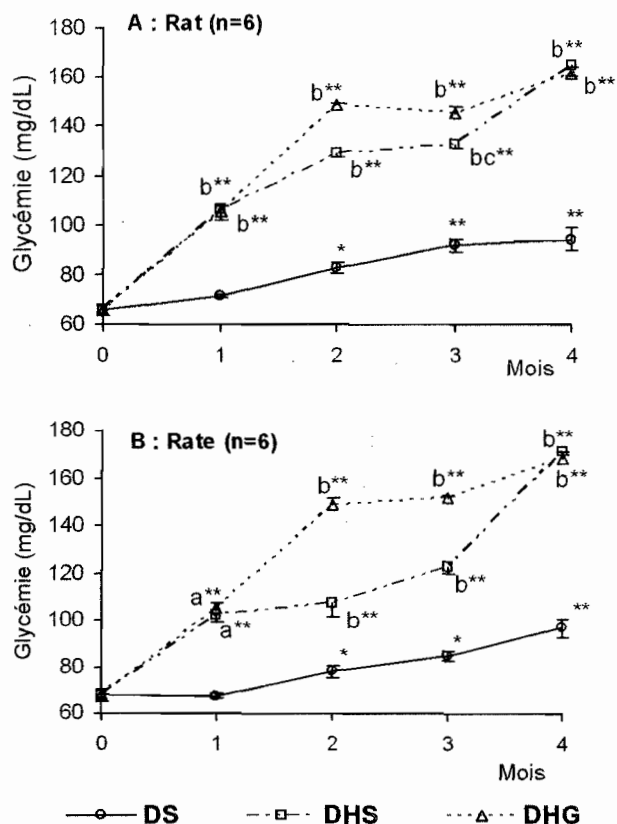 A : Rat (n=6)
Glycémie (mg/dL)
180
160
140
120
100
80
60
b**
b**
b**
b**
b**
bc**
b**
b**
*
**
**
0 1 2 3 4
Mois
B : Rate (n=6)
Glycémie (mg/dL)
180
160
140
120
100
80
60
a**
a**
b**
b**
b**
b**
b**
b**
*
*
**
0 1 2 3 4
Mois
DS DHS DHG